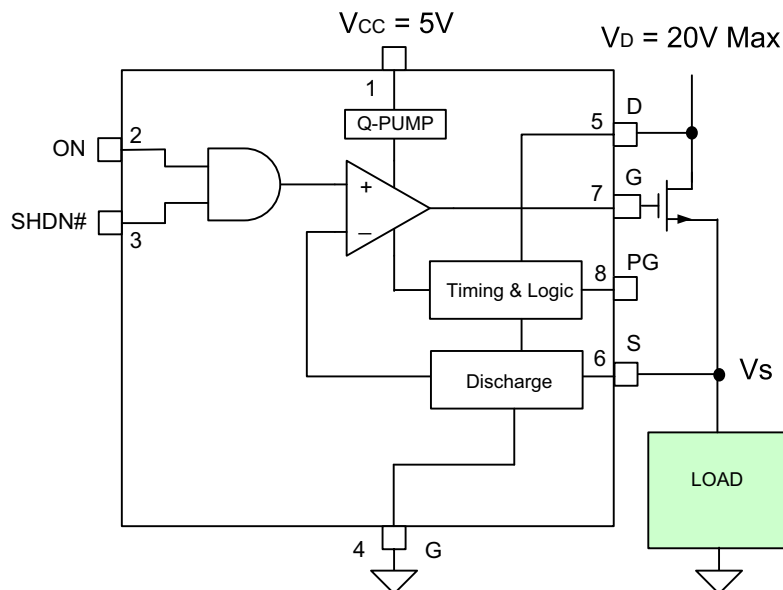 VCC = 5V
VD = 20V Max
1
D
Q-PUMP
5
ON
2
+
7
G
SHDN#
3
–
8
PG
Timing & Logic
6
S
Vs
Discharge
LOAD
4
G